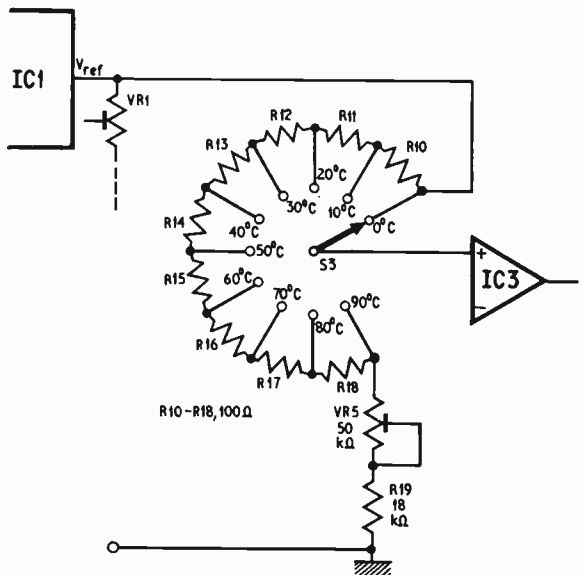 IC1
Vref
VR1
R12
R11
R13
R10
20°C
30°C
10°C
40°C
0°C
R14
50°C
S3
+
IC3
−
R15
60°C
70°C
90°C
80°C
R16
R17
R18
R10–R18, 100Ω
VR5
50
kΩ
R19
18
kΩ